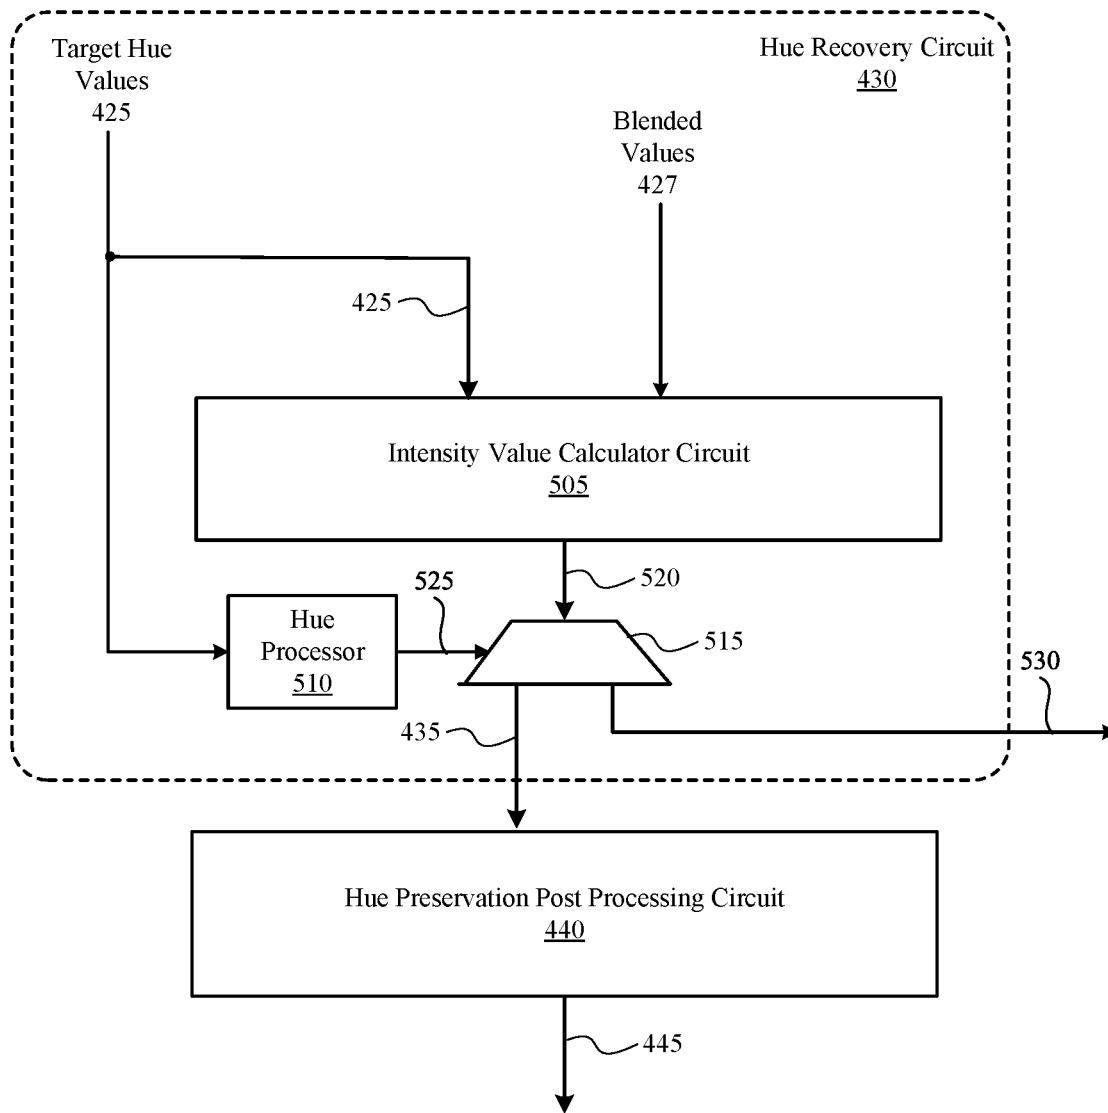 Target Hue
Values
425
Hue Recovery Circuit
430
Blended
Values
427
425
Intensity Value Calculator Circuit
505
520
525
Hue
Processor
510
515
530
435
Hue Preservation Post Processing Circuit
440
445